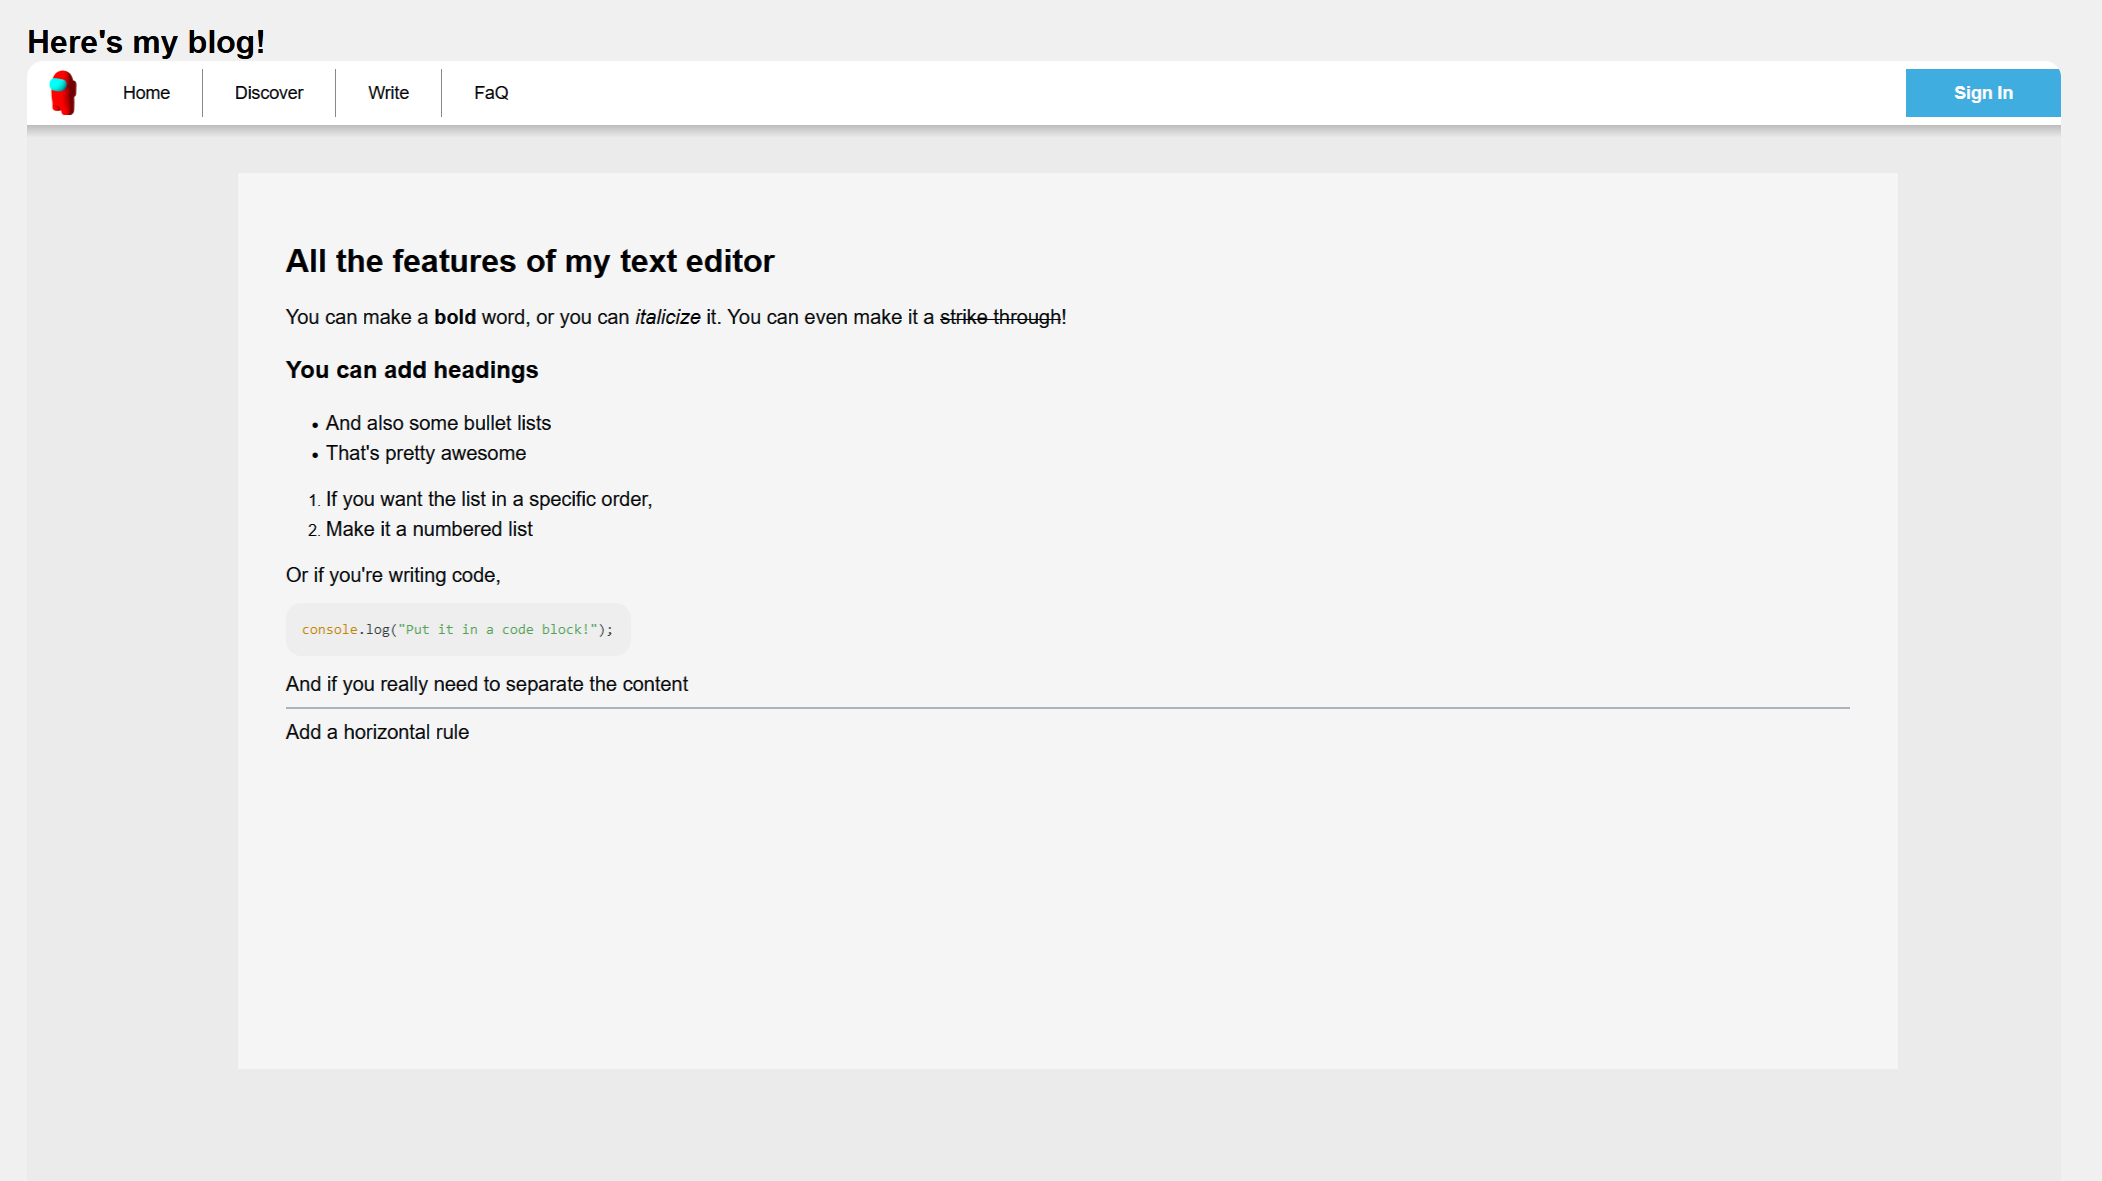 Here's my blog!
Home
Discover
Write
FaQ
Sign In
All the features of my text editor
You can make a bold word, or you can italicize it. You can even make it a strike through!
You can add headings
• And also some bullet lists
• That's pretty awesome
1. If you want the list in a specific order,
2. Make it a numbered list
Or if you're writing code,
console.log("Put it in a code block!");
And if you really need to separate the content
Add a horizontal rule